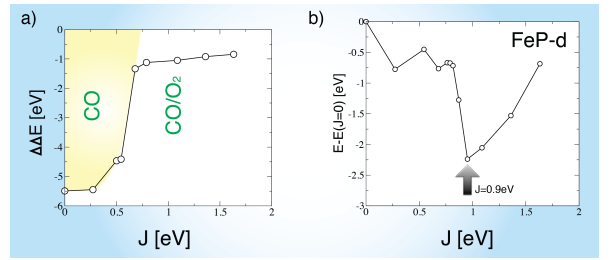 a)
b)
0
-1
-2
-3
-4
-5
-6
ΔΔE [eV]
CO
CO/O2
0
0.5
1
1.5
2
J [eV]
FeP-d
0
-0.5
-1
-1.5
-2
-2.5
-3
E-E(J=0) [eV]
J=0.9eV
0
0.5
1
1.5
2
J [eV]